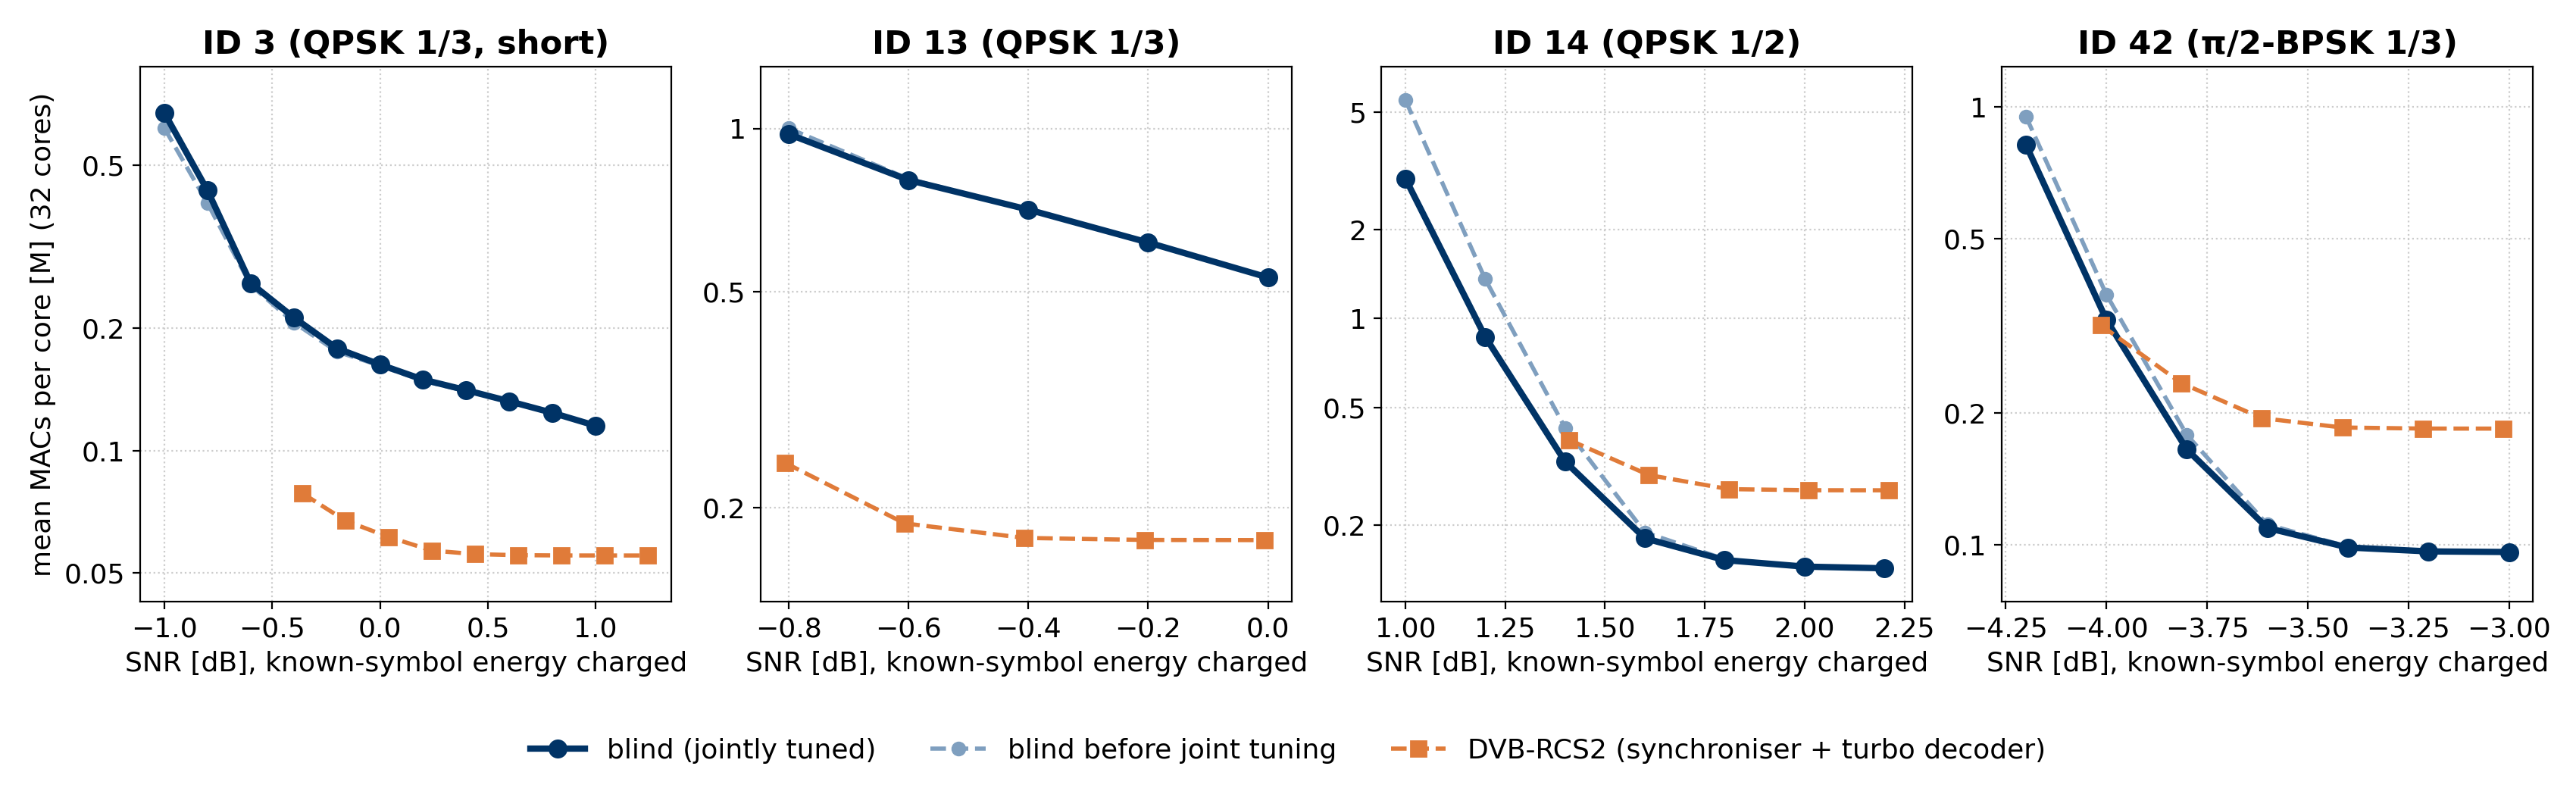 ID 3 (QPSK 1/3, short)
ID 13 (QPSK 1/3)
ID 14 (QPSK 1/2)
ID 42 (π/2-BPSK 1/3)
mean MACs per core [M] (32 cores)
0.5
0.2
0.1
0.05
−1.0 −0.5 0.0 0.5 1.0
SNR [dB], known-symbol energy charged
1
0.5
0.2
−0.8 −0.6 −0.4 −0.2 0.0
SNR [dB], known-symbol energy charged
5
2
1
0.5
0.2
1.00 1.25 1.50 1.75 2.00 2.25
SNR [dB], known-symbol energy charged
1
0.5
0.2
0.1
−4.25 −4.00 −3.75 −3.50 −3.25 −3.00
SNR [dB], known-symbol energy charged
blind (jointly tuned)
blind before joint tuning
DVB-RCS2 (synchroniser + turbo decoder)